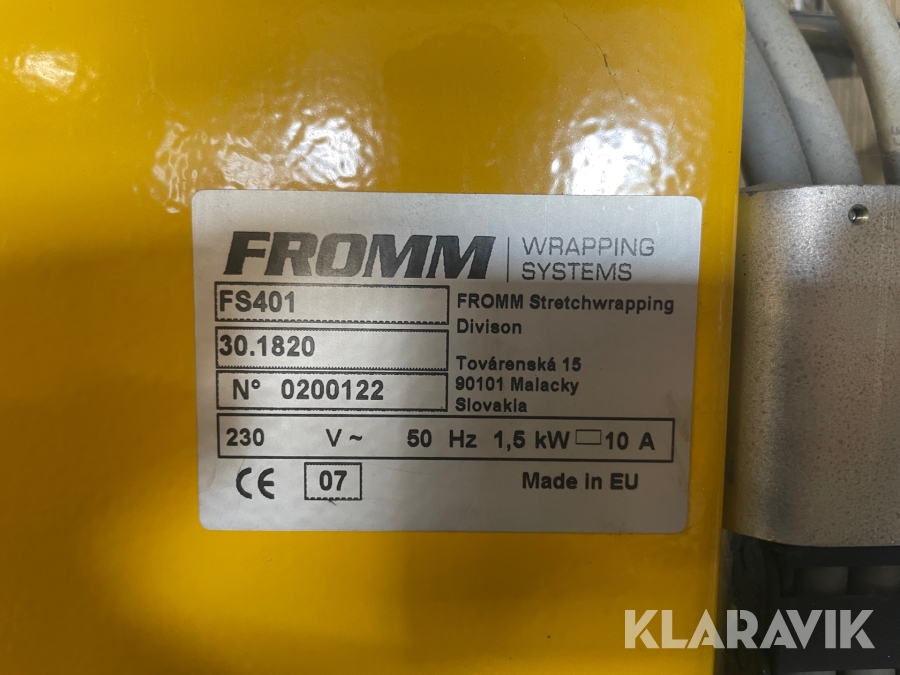 FROMM
WRAPPING
SYSTEMS
FS401
30.1820
N° 0200122
FROMM Stretchwrapping
Divison
Továrenská 15
90101 Malacky
Slovakia
230 V ~ 50 Hz 1,5 kW 10 A
CE 07 Made in EU
KLARAVIK